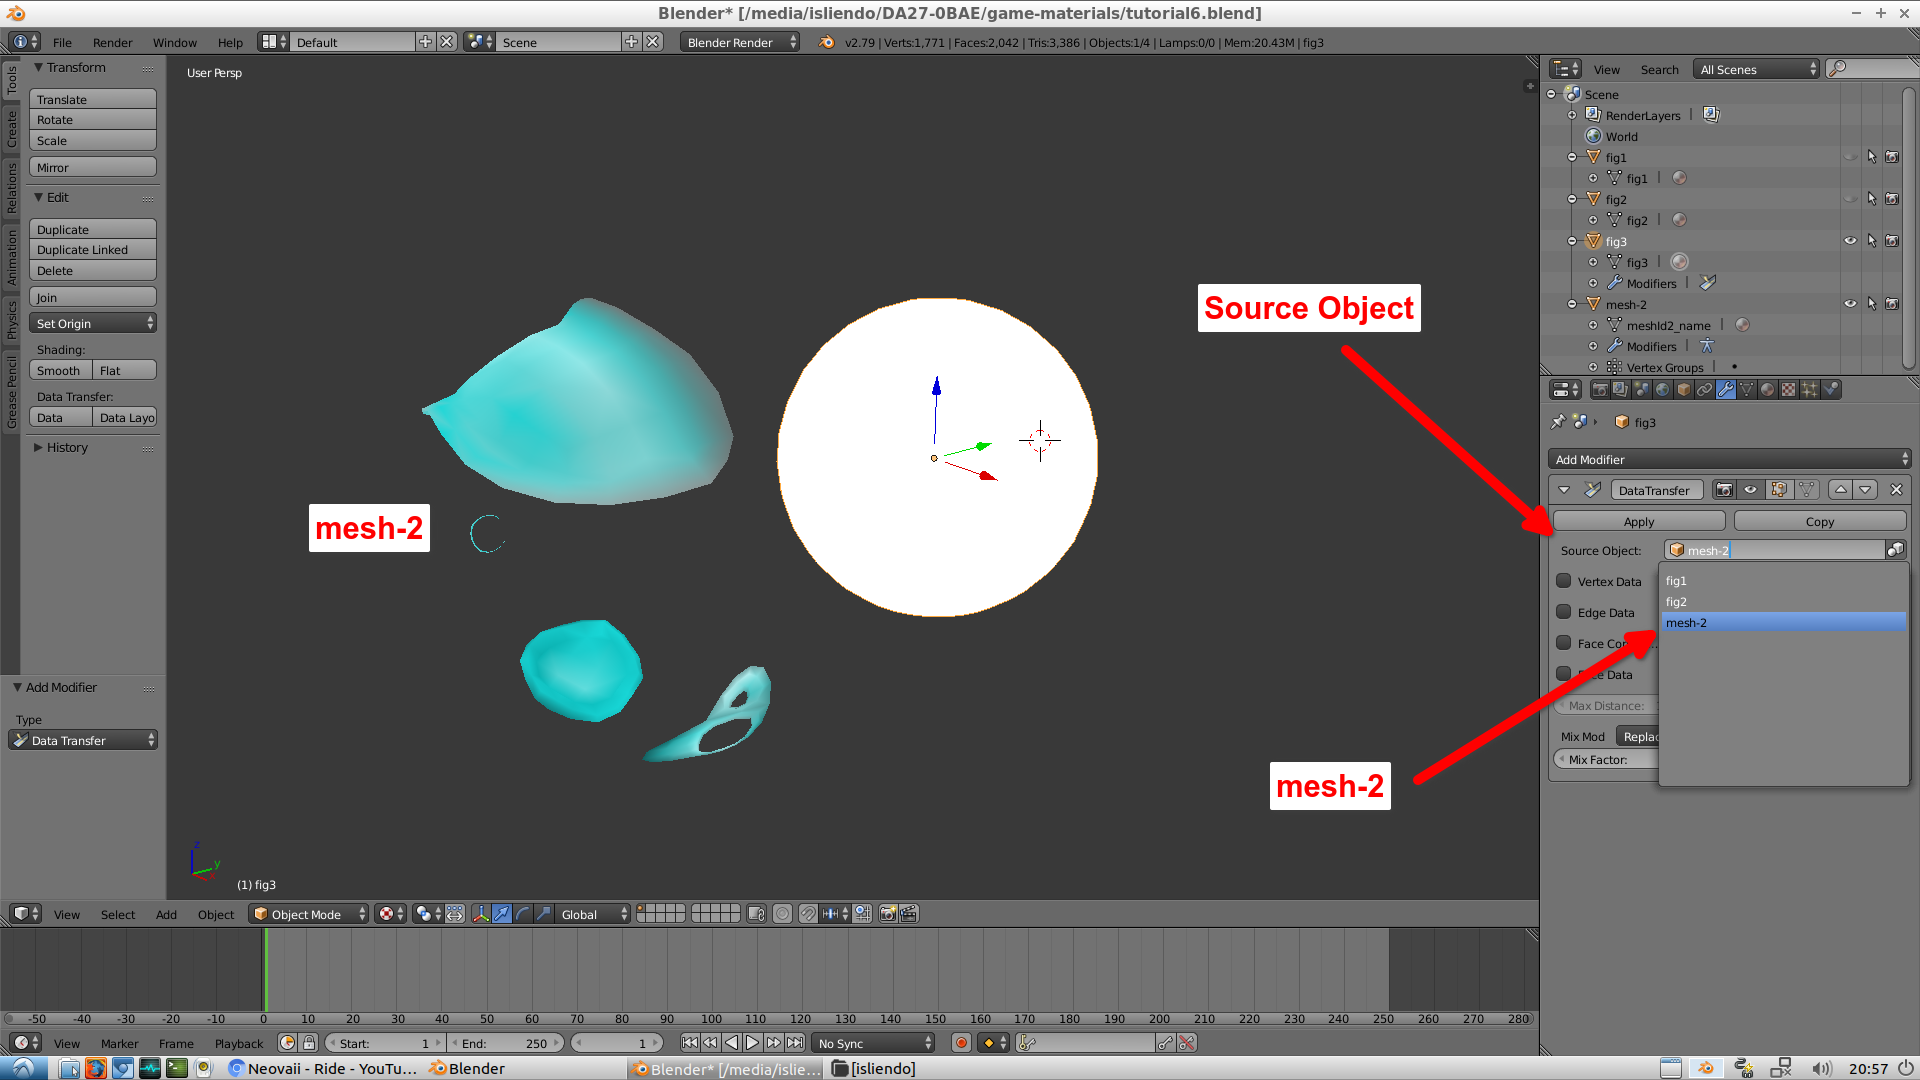 Blender* [/media/isliendo/DA27-0BAE/game-materials/tutorial6.blend]
File Render Window Help Default Scene Blender Render v2.79 | Verts:1,771 | Faces:2,042 | Tris:3,386 | Objects:1/4 | Lamps:0/0 | Mem:20.43M | fig3
Tools
Create
Relations
Animation
Physics
Grease Pencil
Transform
Translate
Rotate
Scale
Mirror
Edit
Duplicate
Duplicate Linked
Delete
Join
Set Origin
Shading:
Smooth Flat
Data Transfer:
Data Data Layo
History
Add Modifier
Type
Data Transfer
User Persp
mesh-2
Source Object
mesh-2
z
y
(1) fig3
View Search All Scenes
Scene
RenderLayers
World
fig1
fig1
fig2
fig2
fig3
fig3
Modifiers
mesh-2
meshId2_name
Modifiers
Vertex Groups
fig3
Add Modifier
DataTransfer
Apply Copy
Source Object: mesh-2
fig1
fig2
mesh-2
Vertex Data
Edge Data
Face Co
Data
Max Distance:
Mix Mod Replac
Mix Factor:
View Select Add Object Object Mode Global
-50 -40 -30 -20 -10 0 10 20 30 40 50 60 70 80 90 100 110 120 130 140 150 160 170 180 190 200 210 220 230 240 250 260 270 280
View Marker Frame Playback Start: 1 End: 250 1 No Sync
Neovaii - Ride - YouTu... Blender Blender* [/media/islie... [isliendo] 20:57